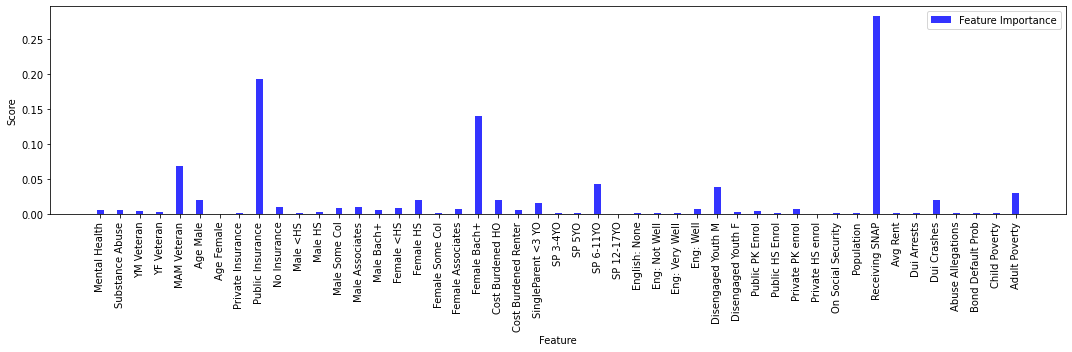 Feature Importance
0.25
0.20
0.15
0.10
0.05
0.00
Score
Mental Health
Substance Abuse
YM Veteran
YF Veteran
MAM Veteran
Age Male
Age Female
Private Insurance
Public Insurance
No Insurance
Male <HS
Male HS
Male Some Col
Male Associates
Male Bach+
Female <HS
Female HS
Female Some Col
Female Associates
Female Bach+
Cost Burdened HO
Cost Burdened Renter
SingleParent <3 YO
SP 3-4YO
SP 5YO
SP 6-11YO
SP 12-17YO
English: None
Eng: Not Well
Eng: Very Well
Eng: Well
Disengaged Youth M
Disengaged Youth F
Public PK Enrol
Public HS Enrol
Private PK enrol
Private HS enrol
On Social Security
Population
Receiving SNAP
Avg Rent
Dui Arrests
Dui Crashes
Abuse Allegations
Bond Default Prob
Child Poverty
Adult Poverty
Feature